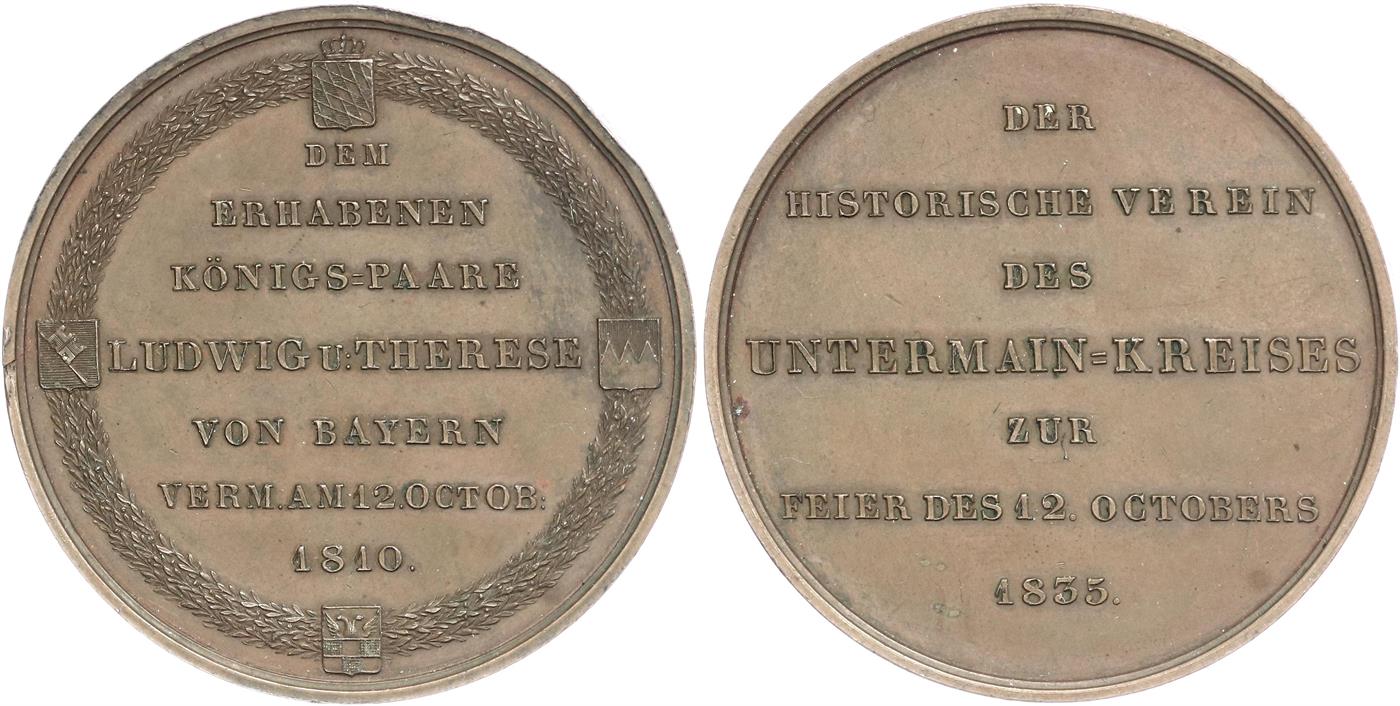 DEM
ERHABENEN
KÖNIGS=PAARE
LUDWIG U: THERESE
VON BAYERN
VERM. AM 12. OCTOB:
1810.
DER
HISTORISCHE VEREIN
DES
UNTERMAIN=KREISES
ZUR
FEIER DES 12. OCTOBERS
1835.